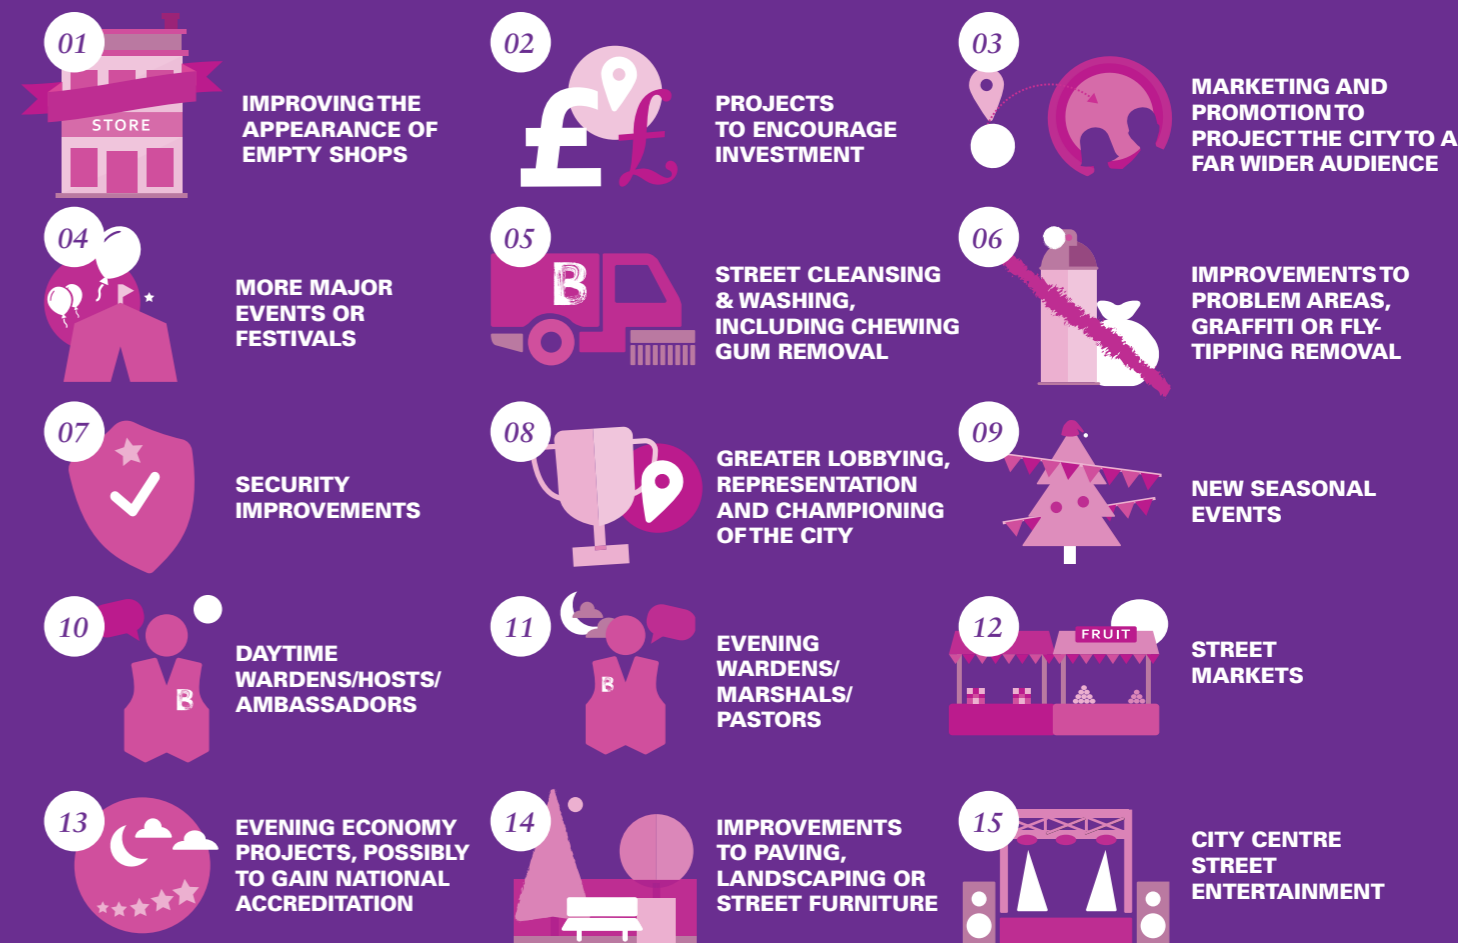 01
STORE
IMPROVING THE
APPEARANCE OF
EMPTY SHOPS
02
£ £
PROJECTS
TO ENCOURAGE
INVESTMENT
03
MARKETING AND
PROMOTION TO
PROJECT THE CITY TO A
FAR WIDER AUDIENCE
04
MORE MAJOR
EVENTS OR
FESTIVALS
05
B
STREET CLEANSING
& WASHING,
INCLUDING CHEWING
GUM REMOVAL
06
IMPROVEMENTS TO
PROBLEM AREAS,
GRAFFITI OR FLY-
TIPPING REMOVAL
07
SECURITY
IMPROVEMENTS
08
GREATER LOBBYING,
REPRESENTATION
AND CHAMPIONING
OF THE CITY
09
NEW SEASONAL
EVENTS
10
B
DAYTIME
WARDENS/HOSTS/
AMBASSADORS
11
B
EVENING
WARDENS/
MARSHALS/
PASTORS
12
FRUIT
STREET
MARKETS
13
EVENING ECONOMY
PROJECTS, POSSIBLY
TO GAIN NATIONAL
ACCREDITATION
14
IMPROVEMENTS
TO PAVING,
LANDSCAPING OR
STREET FURNITURE
15
CITY CENTRE
STREET
ENTERTAINMENT